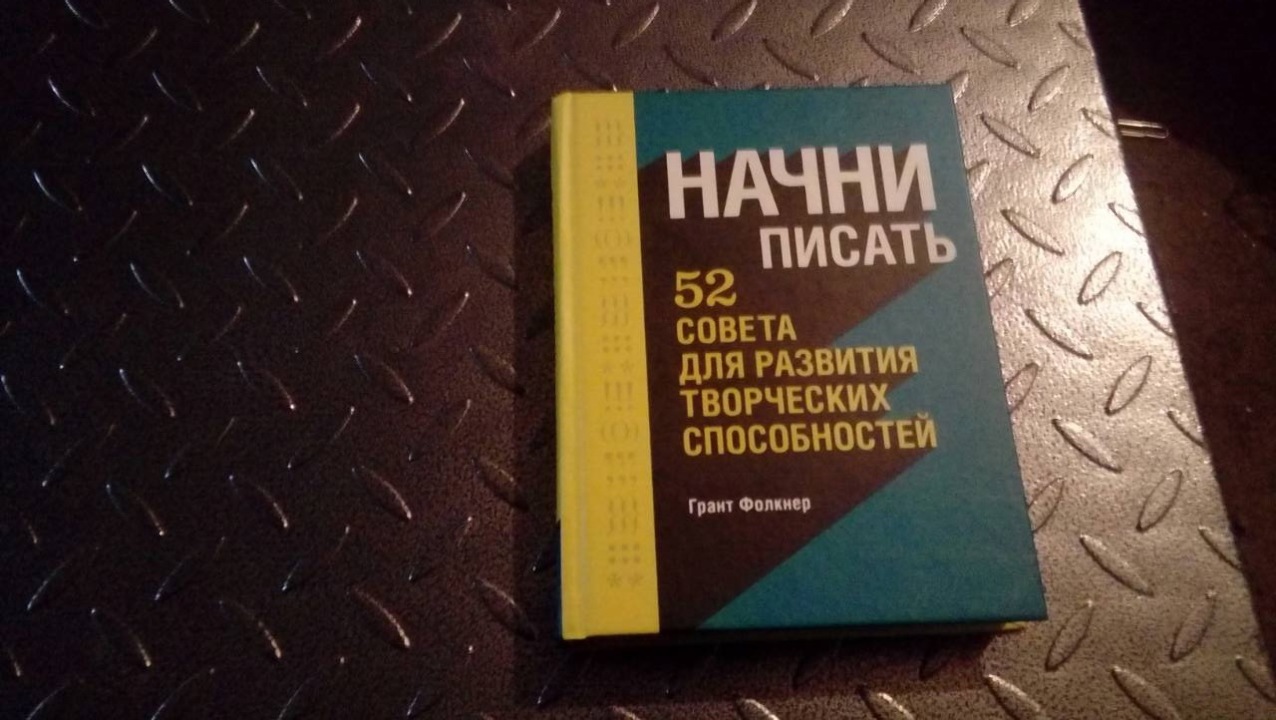 НАЧНИ
ПИСАТЬ
52
СОВЕТА
ДЛЯ РАЗВИТИЯ
ТВОРЧЕСКИХ
СПОСОБНОСТЕЙ
Грант Фолкнер